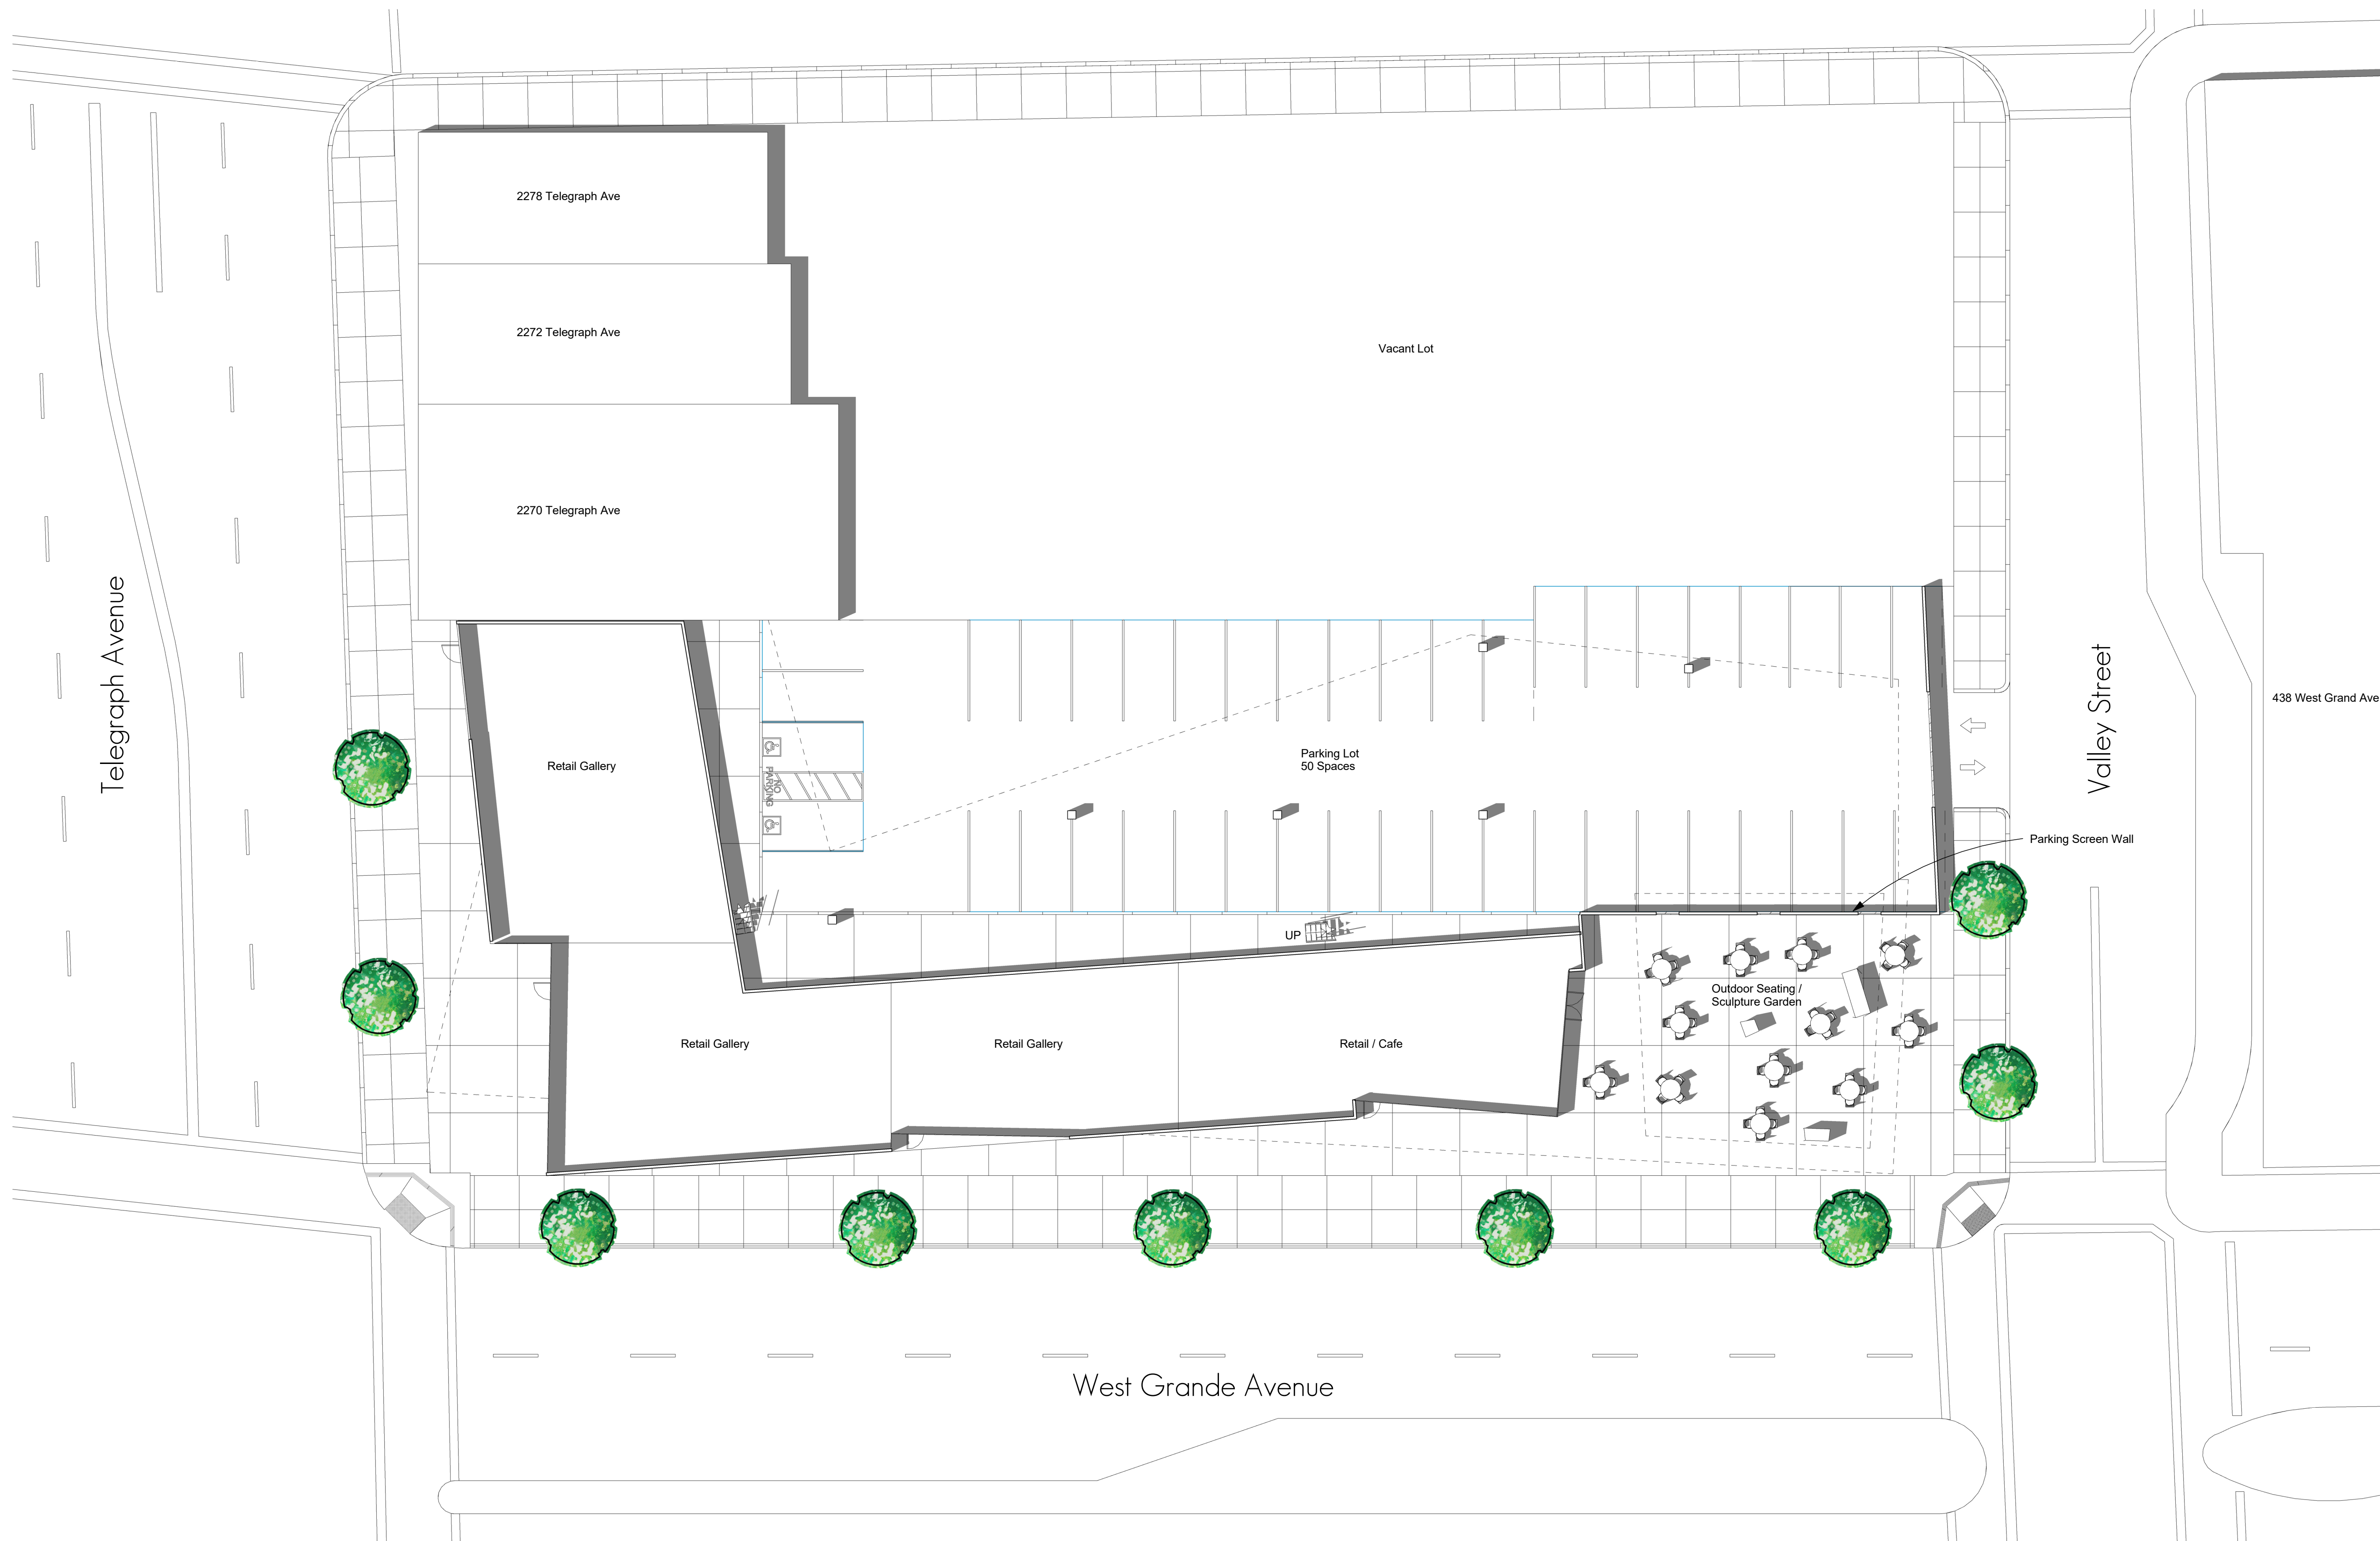 2278 Telegraph Ave
2272 Telegraph Ave
Vacant Lot
2270 Telegraph Ave
Telegraph Avenue
Valley Street
438 West Grand Ave
Retail Gallery
Parking Lot
50 Spaces
NO
PARKING
Parking Screen Wall
UP
Outdoor Seating /
Sculpture Garden
Retail Gallery
Retail Gallery
Retail / Cafe
West Grande Avenue